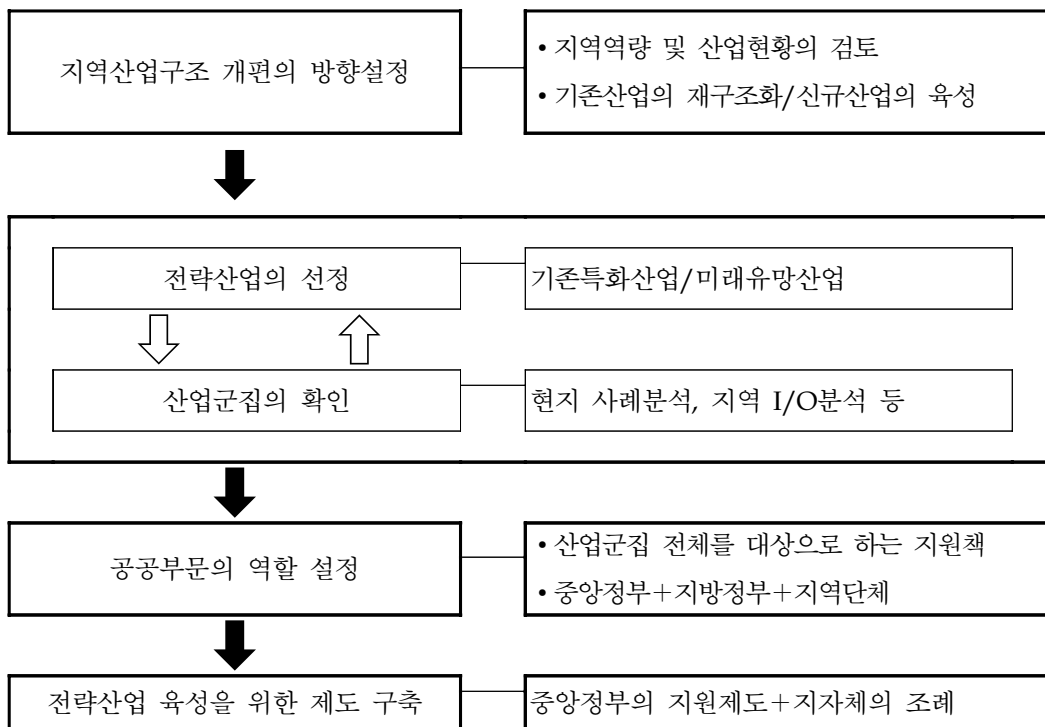 지역산업구조 개편의 방향설정
• 지역역량 및 산업현황의 검토
• 기존산업의 재구조화/신규산업의 육성
전략산업의 선정
기존특화산업/미래유망산업
산업군집의 확인
현지 사례분석, 지역 I/O분석 등
공공부문의 역할 설정
• 산업군집 전체를 대상으로 하는 지원책
• 중앙정부+지방정부+지역단체
전략산업 육성을 위한 제도 구축
중앙정부의 지원제도+지자체의 조례